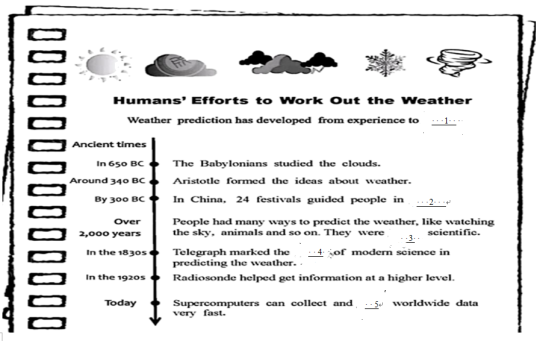 Humans' Efforts to Work Out the Weather
Weather prediction has developed from experience to ...1...
Ancient times
In 650 BC The Babylonians studied the clouds.
Around 340 BC Aristotle formed the ideas about weather.
By 300 BC In China, 24 festivals guided people in ...2...
Over People had many ways to predict the weather, like watching
2,000 years the sky, animals and so on. They were ...3... scientific.
In the 1830s Telegraph marked the ...4... of modern science in
predicting the weather.
In the 1920s Radiosonde helped get information at a higher level.
Today Supercomputers can collect and ...5... worldwide data
very fast.